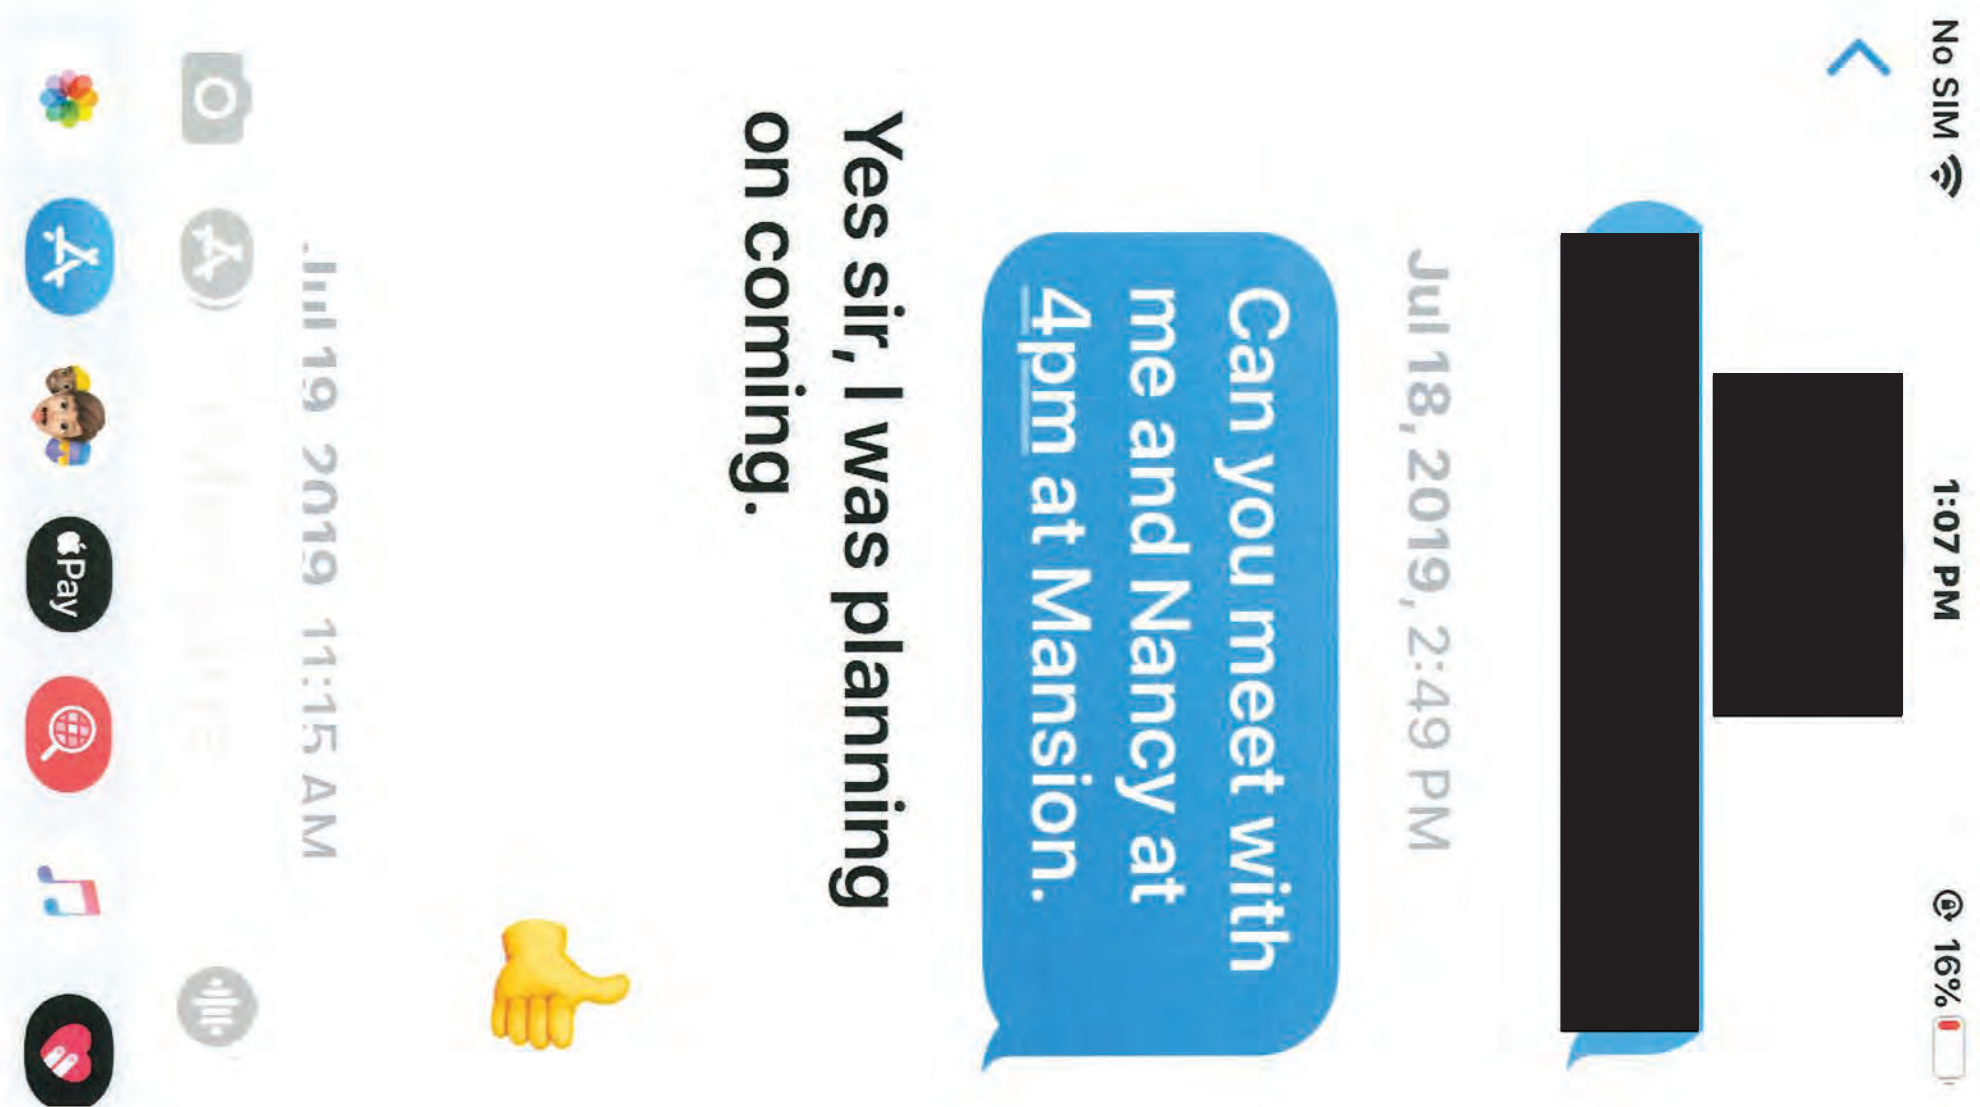 No SIM 1:07 PM 16%
Jul 18, 2019, 2:49 PM
Can you meet with
me and Nancy at
4pm at Mansion.
Yes sir, I was planning
on coming.
Jul 19 2019 11:15 AM
Pay